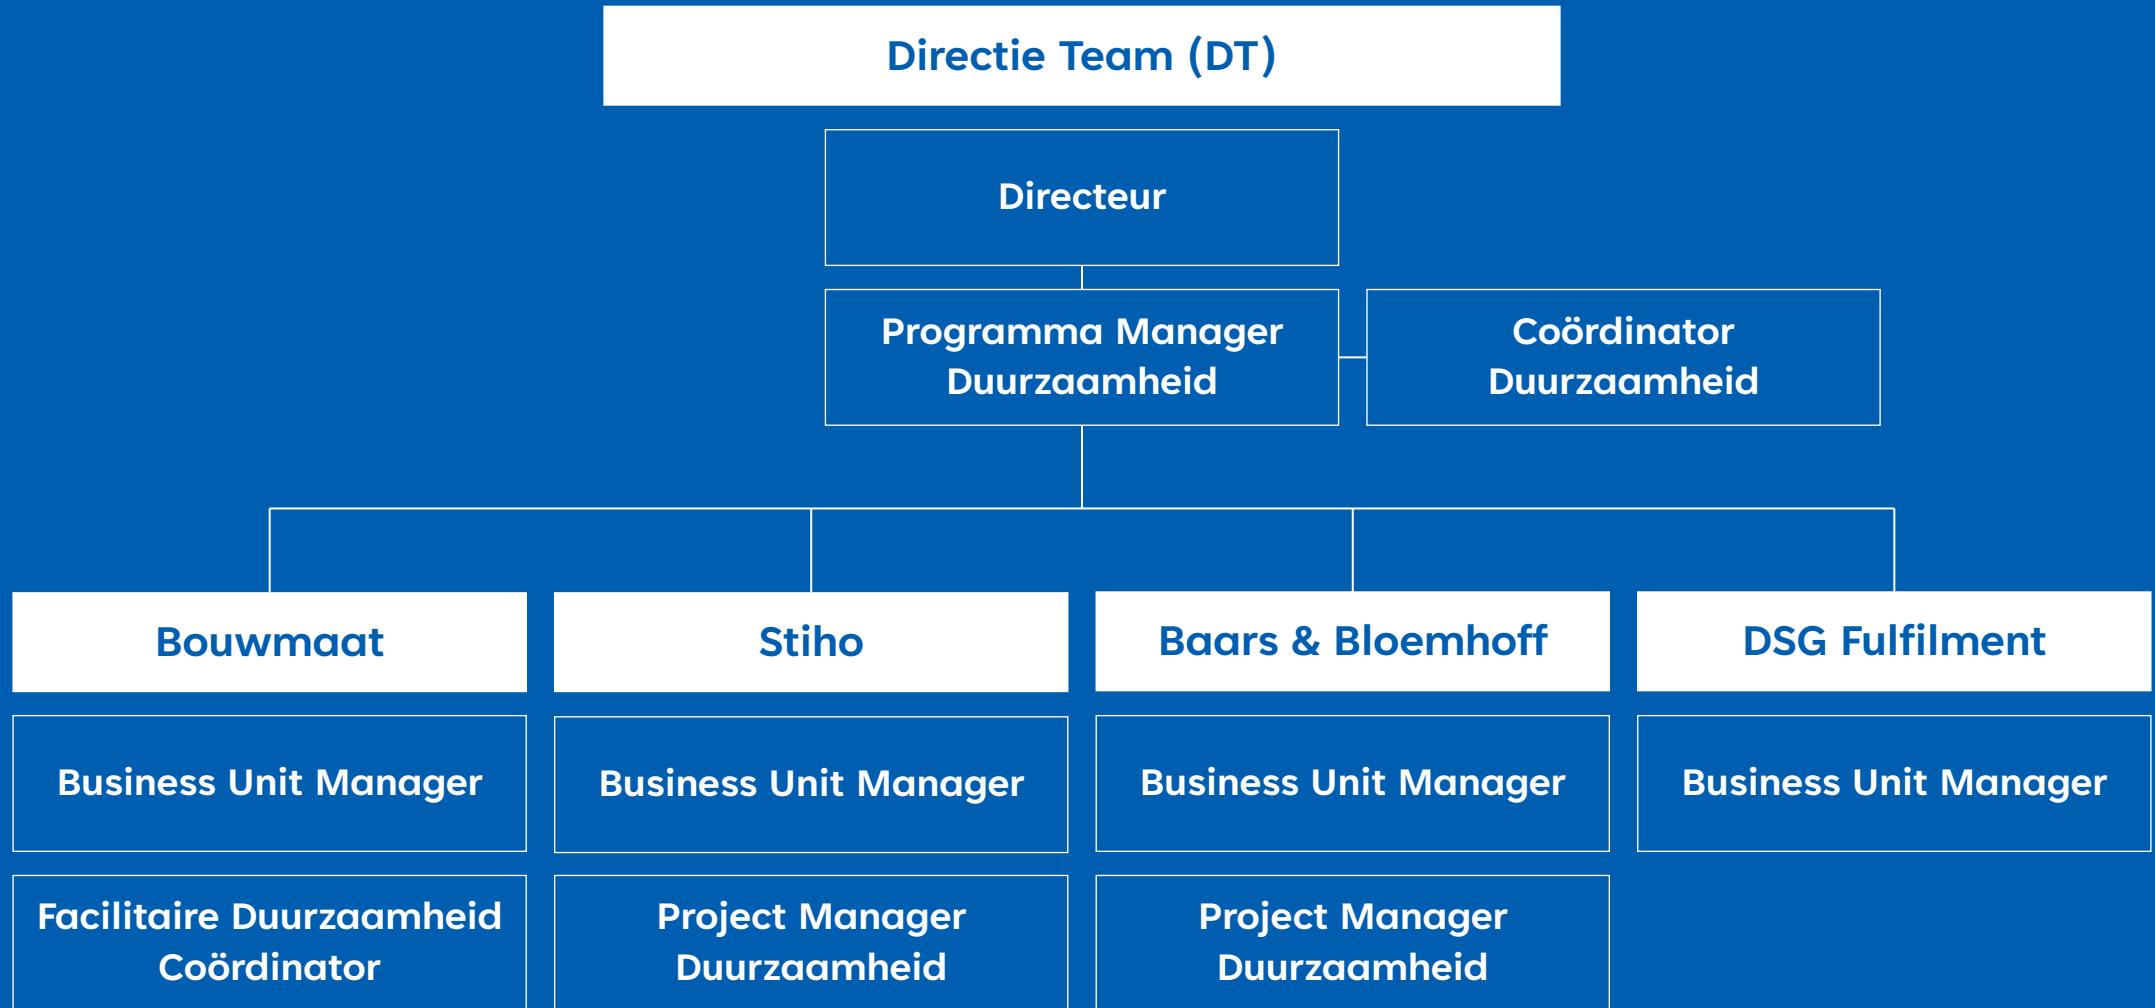 Directie Team (DT)
Directeur
Programma Manager
Duurzaamheid
Coördinator
Duurzaamheid
Bouwmaat
Stiho
Baars & Bloemhoff
DSG Fulfilment
Business Unit Manager
Business Unit Manager
Business Unit Manager
Business Unit Manager
Facilitaire Duurzaamheid
Coördinator
Project Manager
Duurzaamheid
Project Manager
Duurzaamheid